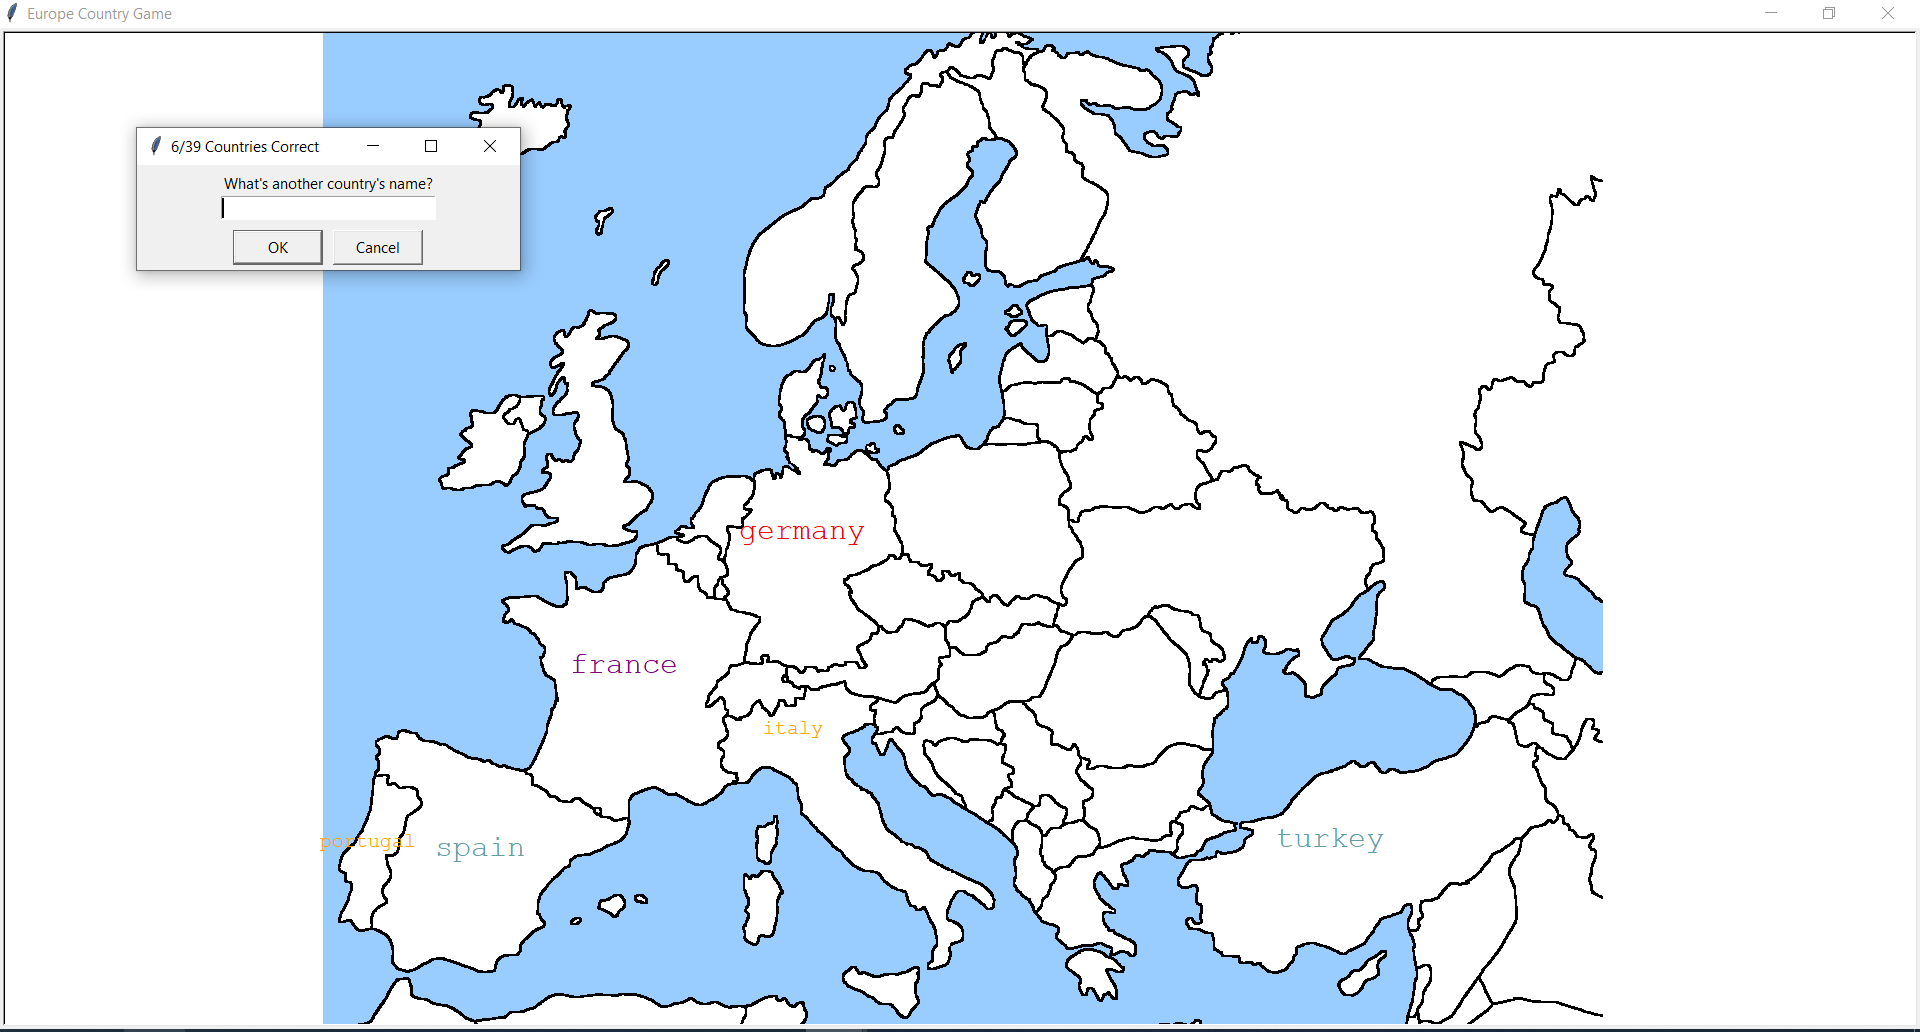 Europe Country Game
6/39 Countries Correct
What's another country's name?
OK
Cancel
germany
france
italy
portugal
spain
turkey